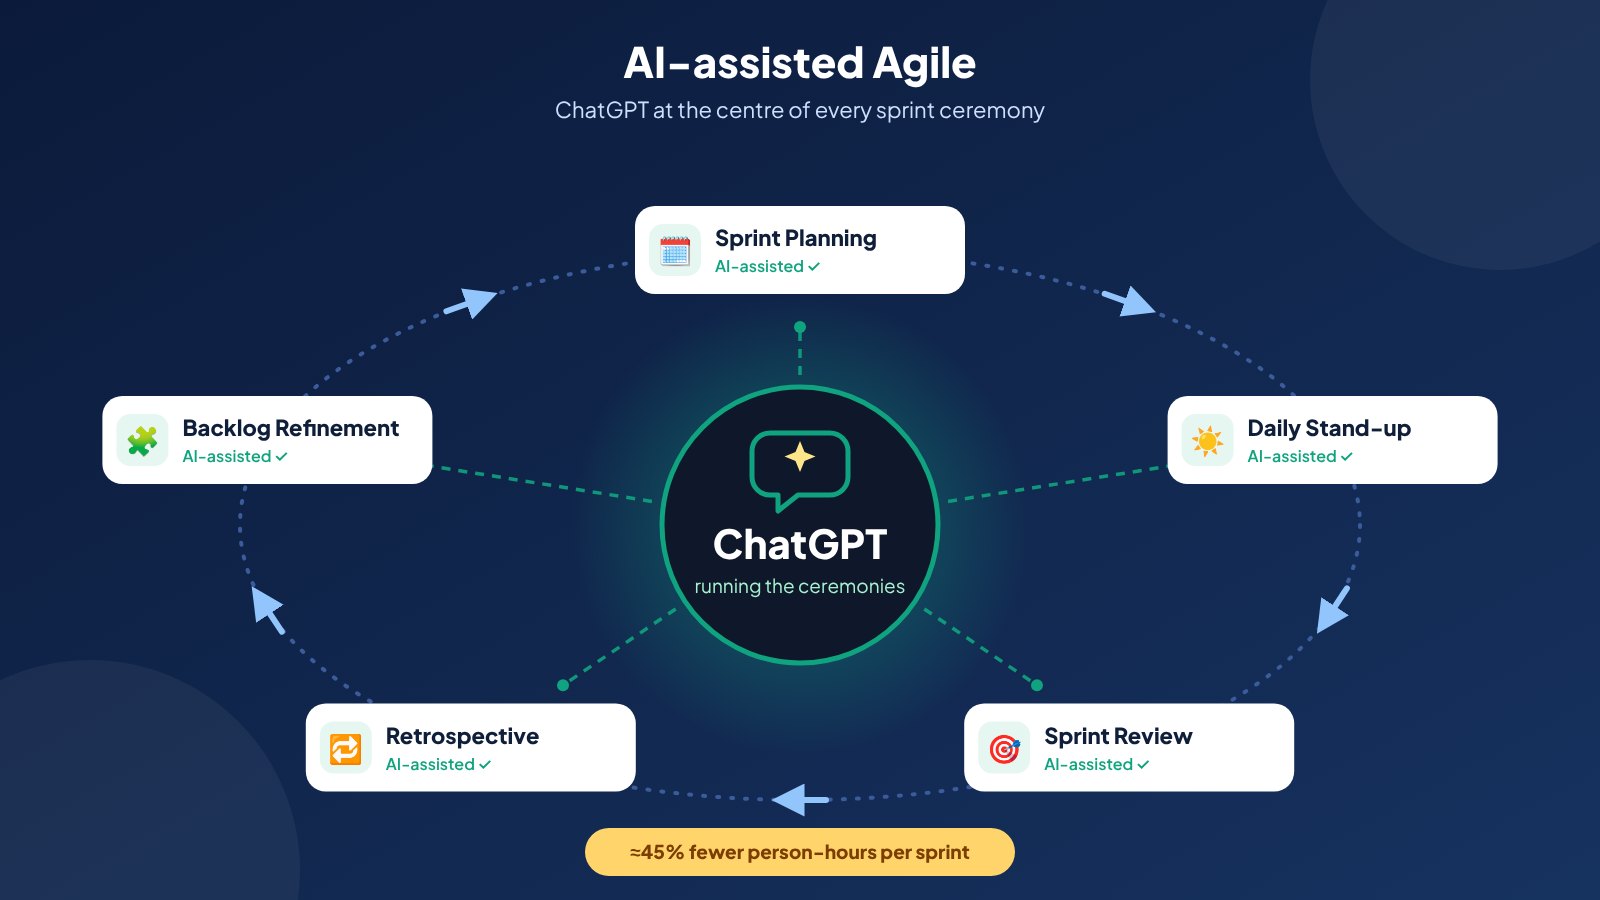 AI-assisted Agile
ChatGPT at the centre of every sprint ceremony
Sprint Planning
AI-assisted ✓
Backlog Refinement
AI-assisted ✓
Daily Stand-up
AI-assisted ✓
ChatGPT
running the ceremonies
Retrospective
AI-assisted ✓
Sprint Review
AI-assisted ✓
≈45% fewer person-hours per sprint